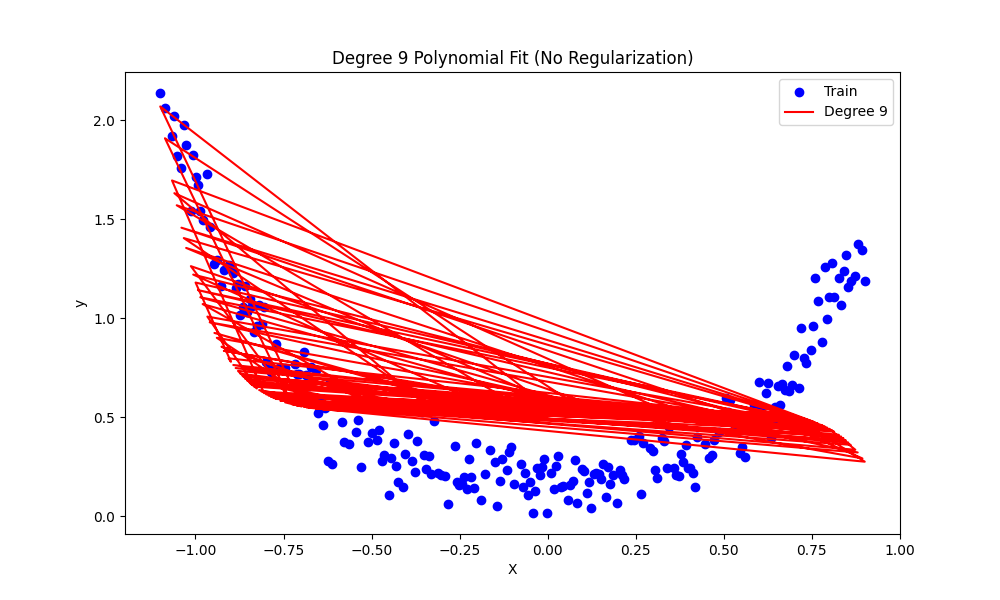 Degree 9 Polynomial Fit (No Regularization)
Train
Degree 9
2.0
1.5
1.0
0.5
0.0
y
−1.00 −0.75 −0.50 −0.25 0.00 0.25 0.50 0.75 1.00
X